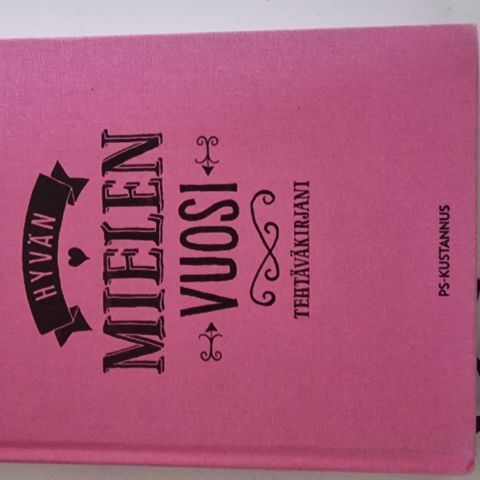 HYVÄN
MIELEN
VUOSI
TEHTÄVÄKIRJANI
PS-KUSTANNUS